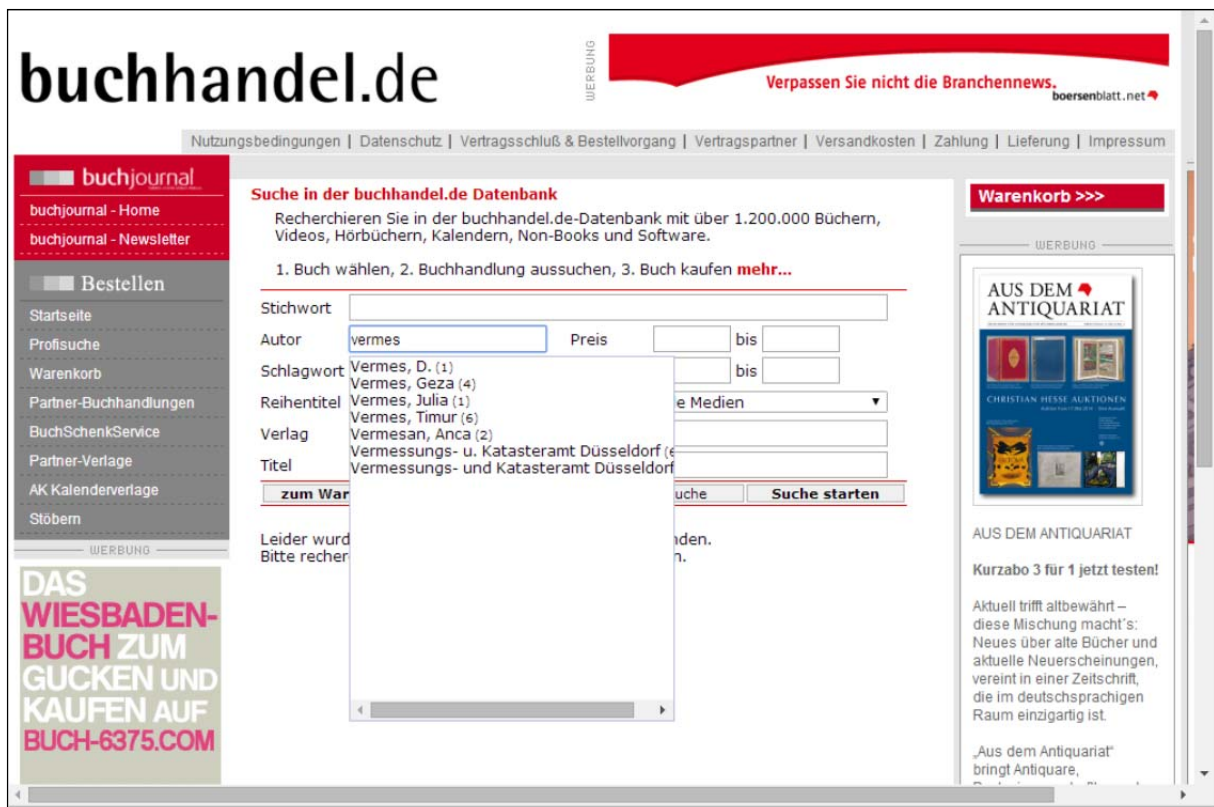 buchhandel.de
WERBUNG
Verpassen Sie nicht die Branchennews.
boersenblatt.net
Nutzungsbedingungen | Datenschutz | Vertragsschluß & Bestellvorgang | Vertragspartner | Versandkosten | Zahlung | Lieferung | Impressum
buchjournal
buchjournal - Home
buchjournal - Newsletter
Bestellen
Startseite
Profisuche
Warenkorb
Partner-Buchhandlungen
BuchSchenkService
Partner-Verlage
AK Kalenderverlage
Stöbern
WERBUNG
DAS
WIESBADEN-
BUCH ZUM
GUCKEN UND
KAUFEN AUF
BUCH-6375.COM
Suche in der buchhandel.de Datenbank
Recherchieren Sie in der buchhandel.de-Datenbank mit über 1.200.000 Büchern,
Videos, Hörbüchern, Kalendern, Non-Books und Software.
1. Buch wählen, 2. Buchhandlung aussuchen, 3. Buch kaufen mehr...
Stichwort
Autor vermes Preis bis
Schlagwort bis
Reihentitel e Medien
Verlag
Titel
Vermes, D. (1)
Vermes, Geza (4)
Vermes, Julia (1)
Vermes, Timur (6)
Vermesan, Anca (2)
Vermessungs- u. Katasteramt Düsseldorf
Vermessungs- und Katasteramt Düsseldorf
zum War uche Suche starten
Leider wurd nden.
Bitte recher n.
Warenkorb >>>
WERBUNG
AUS DEM
ANTIQUARIAT
CHRISTIAN HESSE AUKTIONEN
AUS DEM ANTIQUARIAT
Kurzabo 3 für 1 jetzt testen!
Aktuell trifft altbewährt –
diese Mischung macht´s:
Neues über alte Bücher und
aktuelle Neuerscheinungen,
vereint in einer Zeitschrift,
die im deutschsprachigen
Raum einzigartig ist.
„Aus dem Antiquariat"
bringt Antiquare,